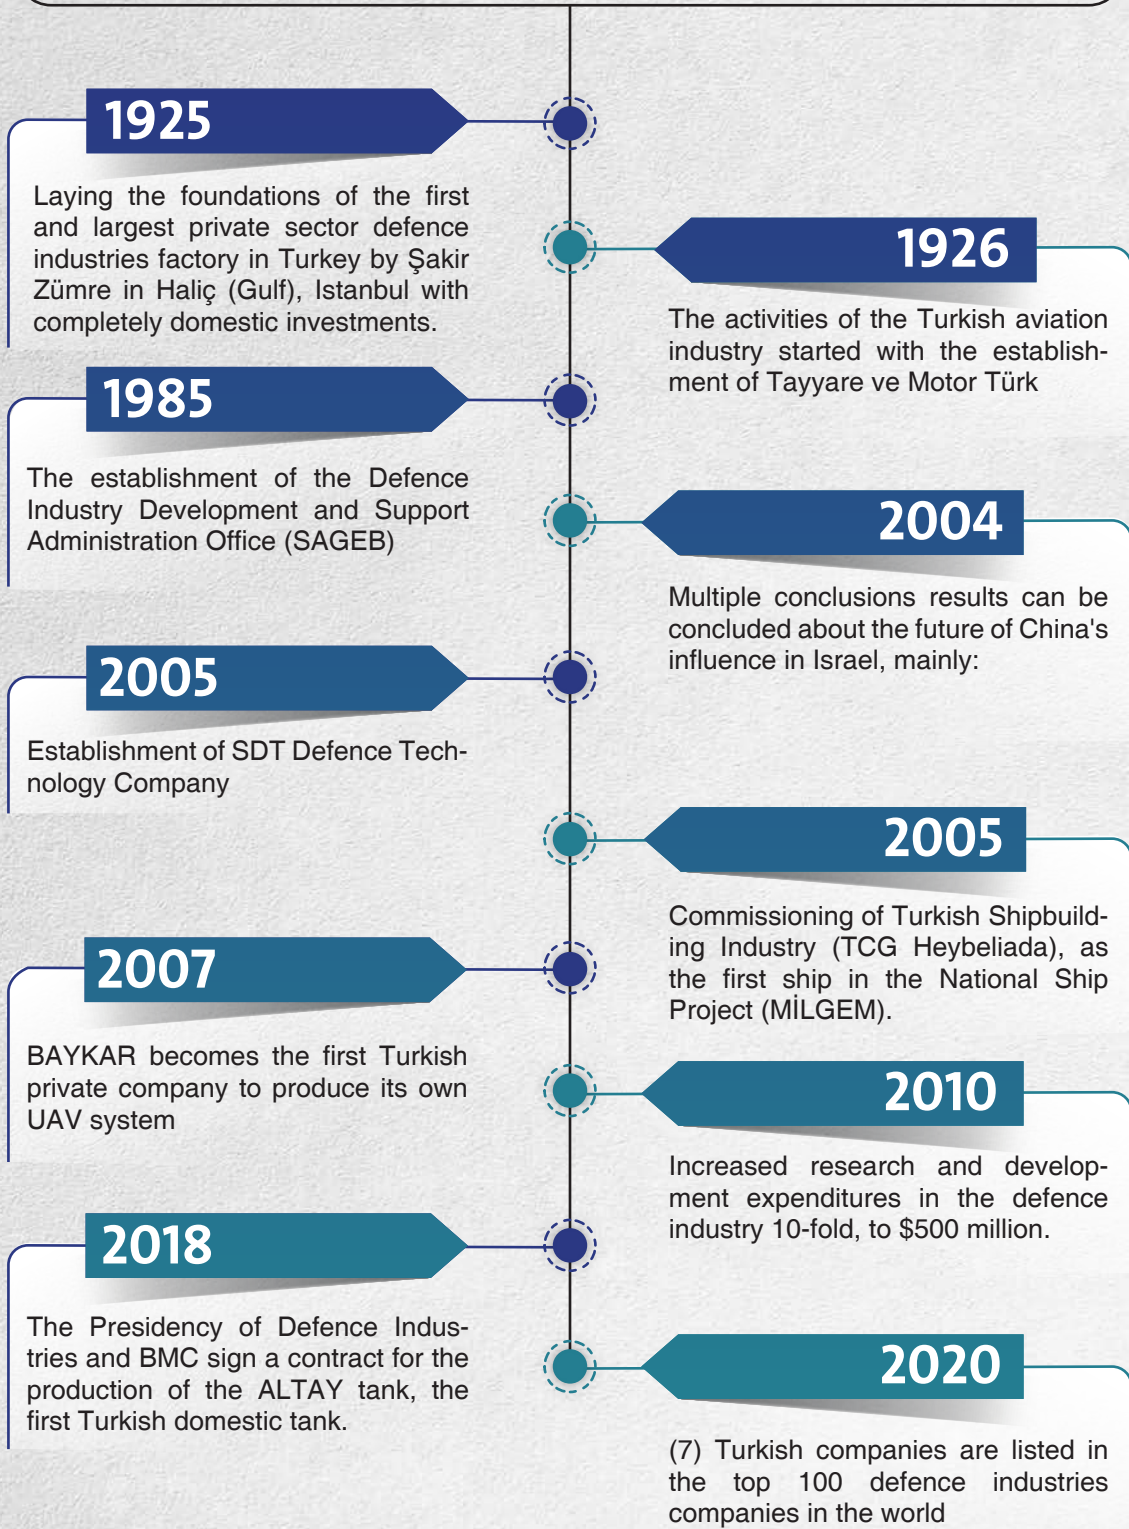 1925
Laying the foundations of the first
and largest private sector defence
industries factory in Turkey by Şakir
Zümre in Haliç (Gulf), Istanbul with
completely domestic investments.
1926
The activities of the Turkish aviation
industry started with the establish-
ment of Tayyare ve Motor Türk
1985
The establishment of the Defence
Industry Development and Support
Administration Office (SAGEB)
2004
Multiple conclusions results can be
concluded about the future of China's
influence in Israel, mainly:
2005
Establishment of SDT Defence Tech-
nology Company
2005
Commissioning of Turkish Shipbuild-
ing Industry (TCG Heybeliada), as
the first ship in the National Ship
Project (MİLGEM).
2007
BAYKAR becomes the first Turkish
private company to produce its own
UAV system
2010
Increased research and develop-
ment expenditures in the defence
industry 10-fold, to $500 million.
2018
The Presidency of Defence Indus-
tries and BMC sign a contract for the
production of the ALTAY tank, the
first Turkish domestic tank.
2020
(7) Turkish companies are listed in
the top 100 defence industries
companies in the world